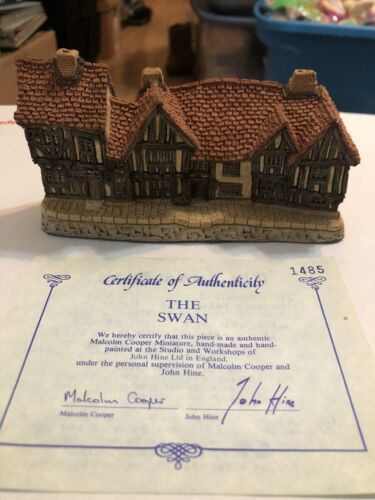 1485
Certificate of Authenticity
THE
SWAN
We hereby certify that this piece is an authentic
Malcolm Cooper Miniature, hand-made and hand-
painted at the Studio and Workshops of
John Hine Ltd in England,
under the personal supervision of Malcolm Cooper and
John Hine.
Malcolm Cooper John Hine
Malcolm Cooper John Hine